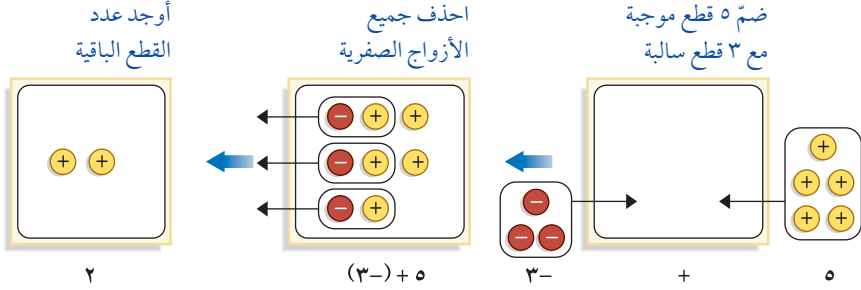 ضمّ ٥ قطع موجبة
مع ٣ قطع سالبة
احذف جميع
الأزواج الصفرية
أوجد عدد
القطع الباقية
+
+ +
+ +
−
− −
− + +
− + +
− +
+ +
٥ + −٣
٥ + (−٣)
٢